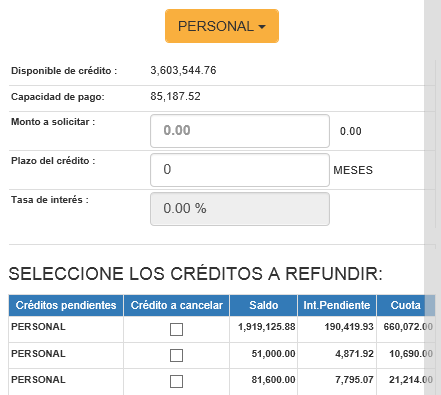 PERSONAL
Disponible de crédito : 3,603,544.76
Capacidad de pago: 85,187.52
Monto a solicitar : 0.00 0.00
Plazo del crédito : 0 MESES
Tasa de interés : 0.00 %
SELECCIONE LOS CRÉDITOS A REFUNDIR:
Créditos pendientes Crédito a cancelar Saldo Int.Pendiente Cuota
PERSONAL 1,919,125.88 190,419.93 660,072.00
PERSONAL 51,000.00 4,871.92 10,690.00
PERSONAL 81,600.00 7,795.07 21,214.00